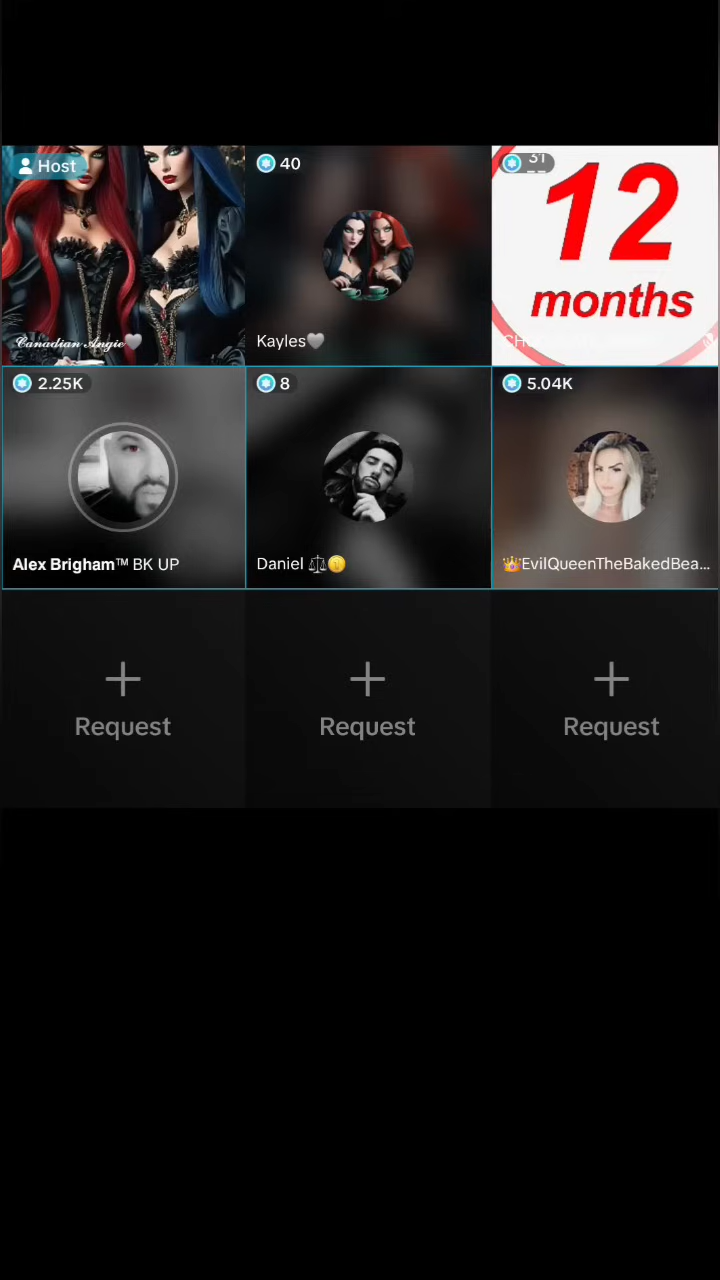 Host
𝓒𝓪𝓷𝓪𝓭𝓲𝓪𝓷 𝓐𝓷𝓰𝓲𝓮🩶
40
Kayles🩶
31
12
months
2.25K
Alex Brigham™ BK UP
8
Daniel ⚖️🪙
5.04K
👑EvilQueenTheBakedBea...
+
Request
+
Request
+
Request